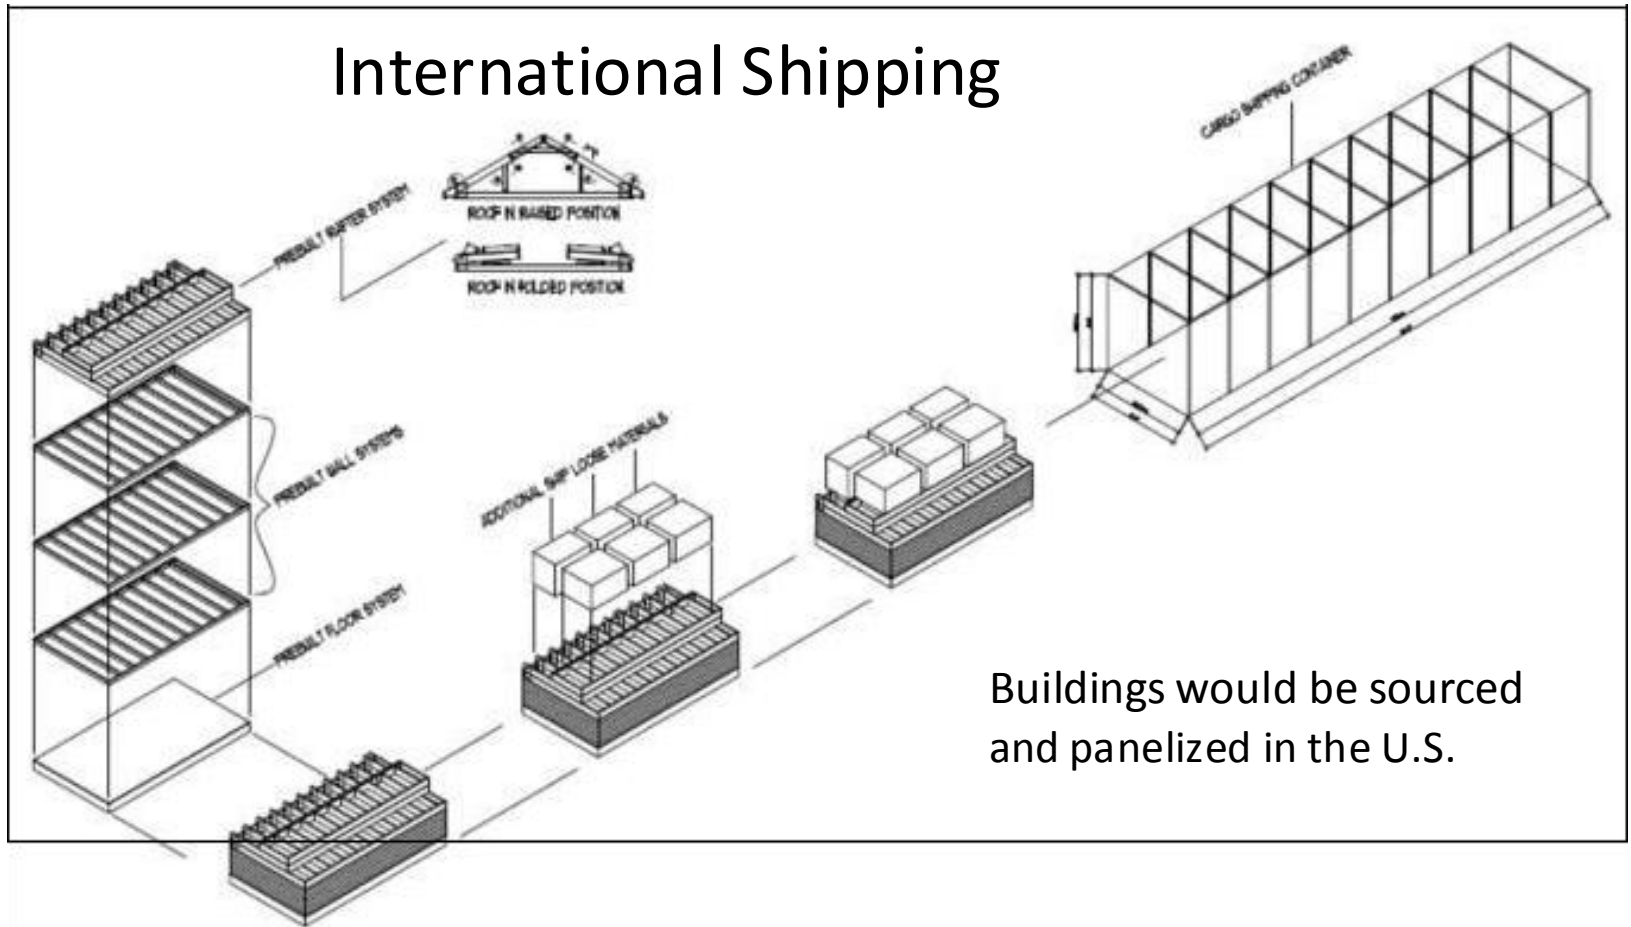 International Shipping
CARGO SHIPPING CONTAINER
PREBUILT RAFTER SYSTEM
ROOF IN RAISED POSITION
ROOF IN FOLDED POSITION
PREBUILT WALL SYSTEMS
ADDITIONAL SHIP LOOSE MATERIALS
PREBUILT FLOOR SYSTEM
Buildings would be sourced
and panelized in the U.S.